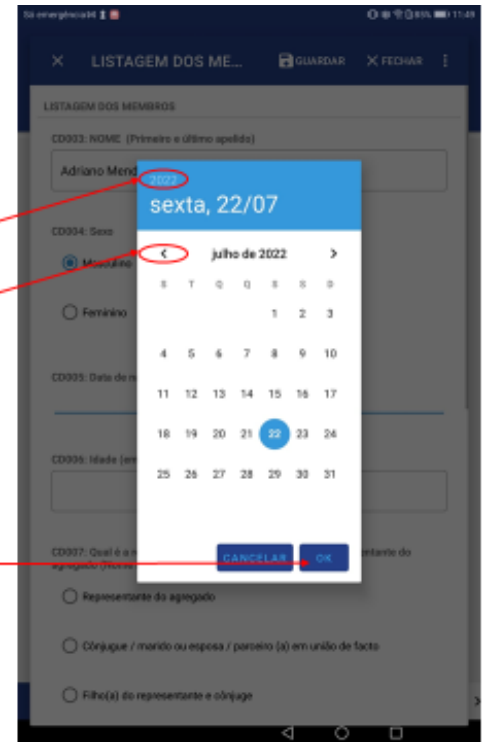 Só emergência 11:49
LISTAGEM DOS ME... GUARDAR FECHAR
LISTAGEM DOS MEMBROS
CD003: NOME (Primeiro e último apelido)
Adriano Mend
2022
sexta, 22/07
CD004: Sexo
julho de 2022
Masculino
S T Q Q S S D
Feminino
1 2 3
4 5 6 7 8 9 10
CD005: Data de n
11 12 13 14 15 16 17
18 19 20 21 22 23 24
CD006: Idade (em
25 26 27 28 29 30 31
CANCELAR OK
CD007: Qual é a r entante do
agregado (Nome
Representante do agregado
Cônjugue / marido ou esposa / parceiro (a) em união de facto
Filho(a) do representante e cônjuge